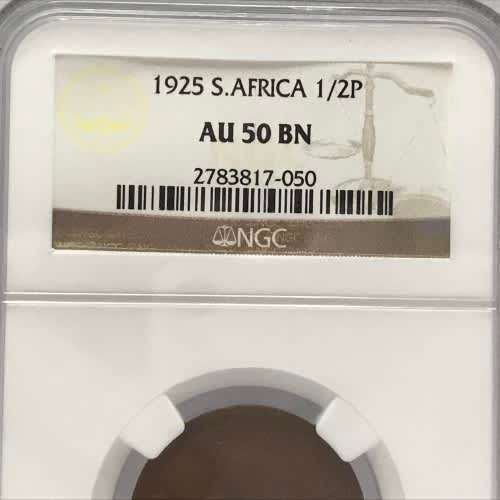 1925 S.AFRICA 1/2P
AU 50 BN
2783817-050
NGC